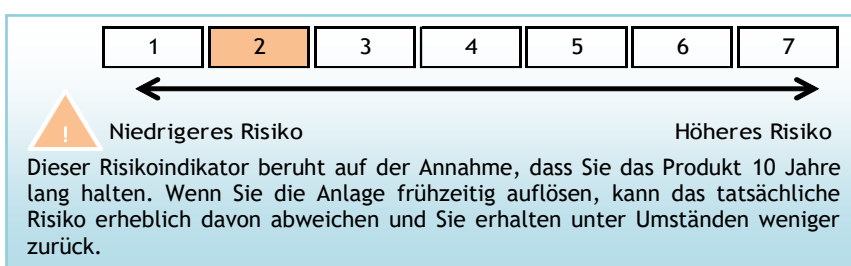 1 2 3 4 5 6 7
! Niedrigeres Risiko Höheres Risiko
Dieser Risikoindikator beruht auf der Annahme, dass Sie das Produkt 10 Jahre
lang halten. Wenn Sie die Anlage frühzeitig auflösen, kann das tatsächliche
Risiko erheblich davon abweichen und Sie erhalten unter Umständen weniger
zurück.